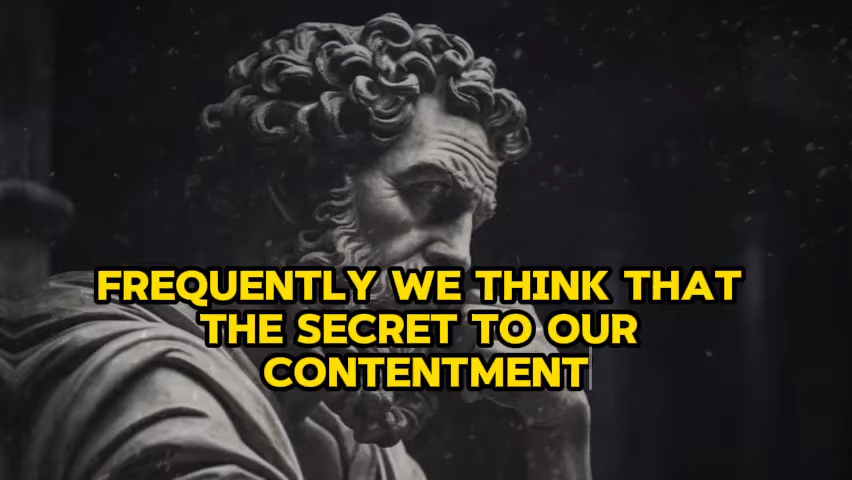 FREQUENTLY WE THINK THAT
THE SECRET TO OUR
CONTENTMENT